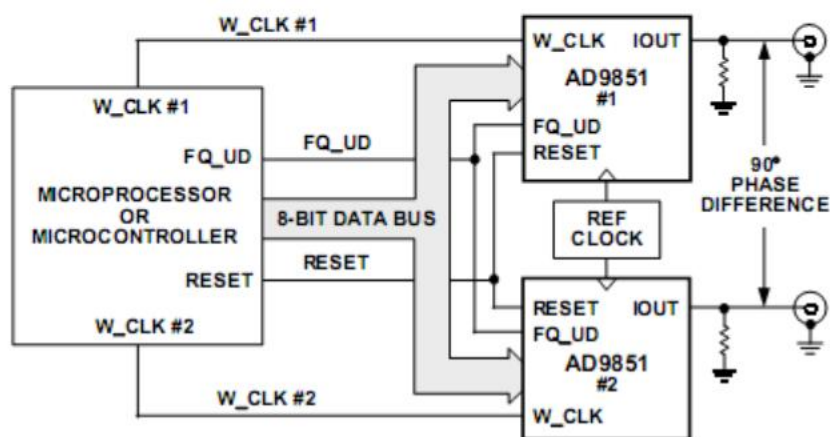 W_CLK #1
W_CLK #1
FQ_UD
MICROPROCESSOR
OR
MICROCONTROLLER
RESET
W_CLK #2
FQ_UD
8-BIT DATA BUS
RESET
W_CLK #2
W_CLK IOUT
AD9851
#1
FQ_UD
RESET
REF
CLOCK
RESET IOUT
FQ_UD
AD9851
#2
W_CLK
90°
PHASE
DIFFERENCE